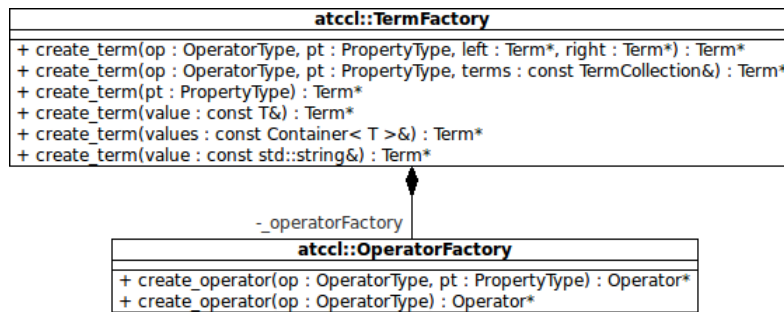 atccl::TermFactory
+ create_term(op : OperatorType, pt : PropertyType, left : Term*, right : Term*) : Term*
+ create_term(op : OperatorType, pt : PropertyType, terms : const TermCollection&) : Term*
+ create_term(pt : PropertyType) : Term*
+ create_term(value : const T&) : Term*
+ create_term(values : const Container< T >&) : Term*
+ create_term(value : const std::string&) : Term*
-_operatorFactory
atccl::OperatorFactory
+ create_operator(op : OperatorType, pt : PropertyType) : Operator*
+ create_operator(op : OperatorType) : Operator*